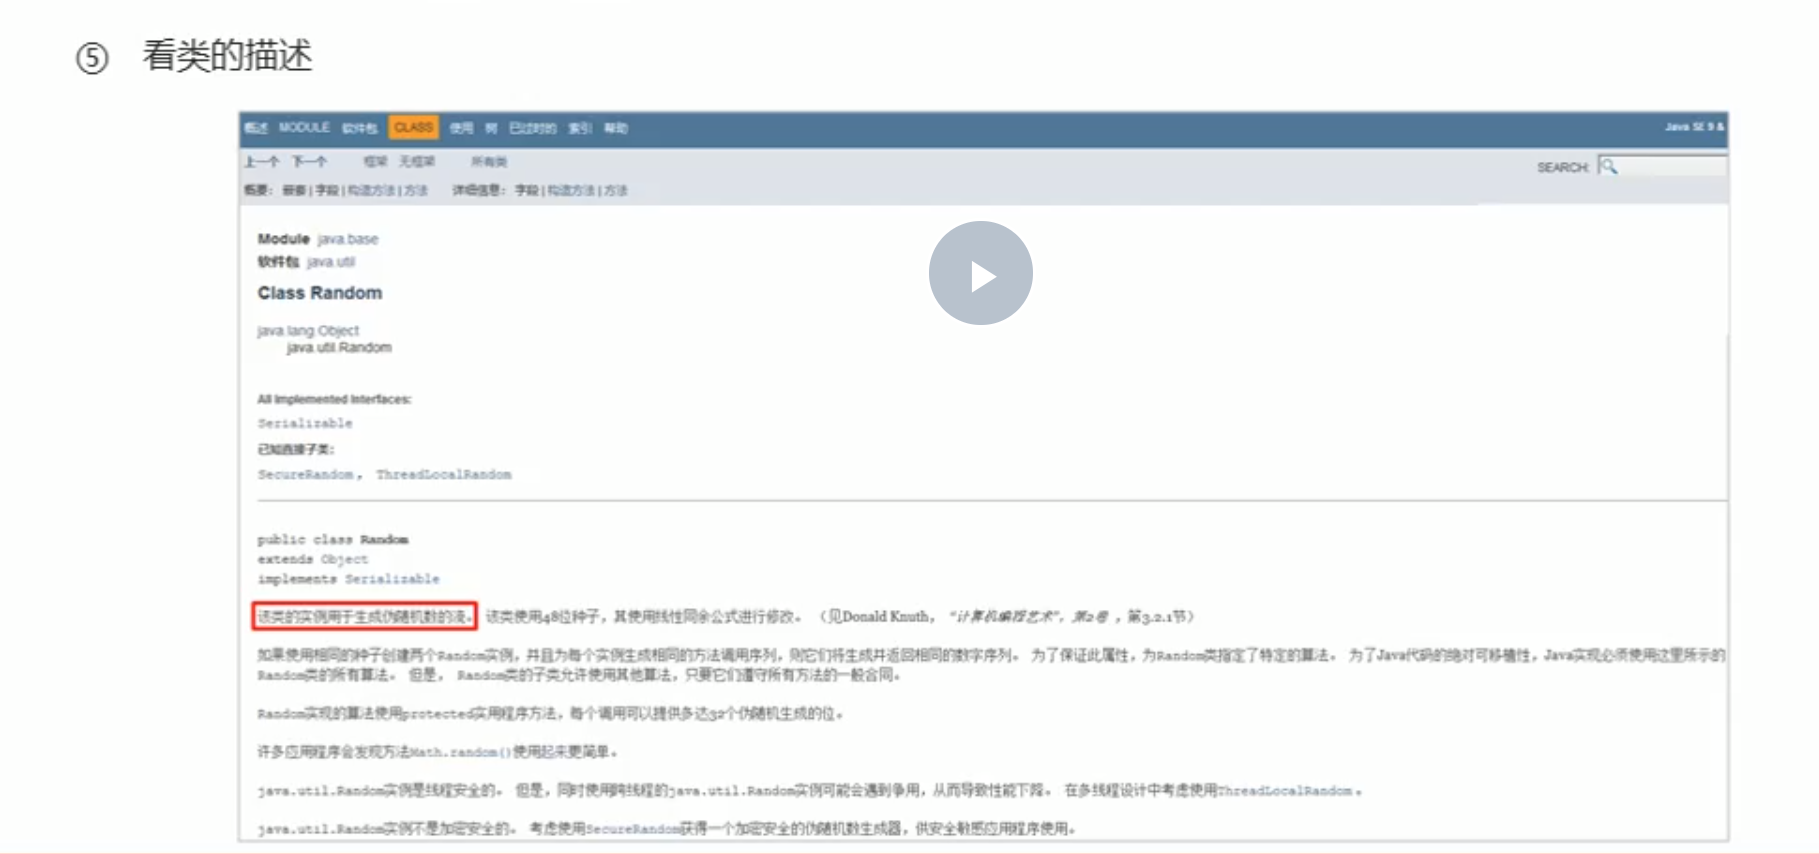 ⑤ 看类的描述
概述 MODULE 软件包 CLASS 使用 树 已过时的 索引 帮助
Java SE 9 &
上一个 下一个 框架 无框架 所有类
SEARCH:
概要: 嵌套 | 字段 | 构造方法 | 方法 详细信息: 字段 | 构造方法 | 方法
Module java.base
软件包 java.util
Class Random
java.lang.Object
java.util.Random
All Implemented Interfaces:
Serializable
已知直接子类:
SecureRandom, ThreadLocalRandom
public class Random
extends Object
implements Serializable
该类的实例用于生成伪随机数的流。 该类使用48位种子，其使用线性同余公式进行修改。 （见Donald Knuth， “计算机编程艺术”，第2卷 ，第3.2.1节）
如果使用相同的种子创建两个Random实例，并且为每个实例生成相同的方法调用序列，则它们将生成并返回相同的数字序列。 为了保证此属性，为Random类指定了特定的算法。 为了Java代码的绝对可移植性，Java实现必须使用这里所示的
Random类的所有算法。 但是， Random类的子类允许使用其他算法，只要它们遵守所有方法的一般合同。
Random实现的算法使用protected实用程序方法，每个调用可以提供多达32个伪随机生成的位。
许多应用程序会发现方法Math.random()使用起来更简单。
java.util.Random实例是线程安全的。 但是，同时使用跨线程的java.util.Random实例可能会遇到争用，从而导致性能下降。 在多线程设计中考虑使用ThreadLocalRandom。
java.util.Random实例不是加密安全的。 考虑使用SecureRandom获得一个加密安全的伪随机数生成器，供安全敏感应用程序使用。